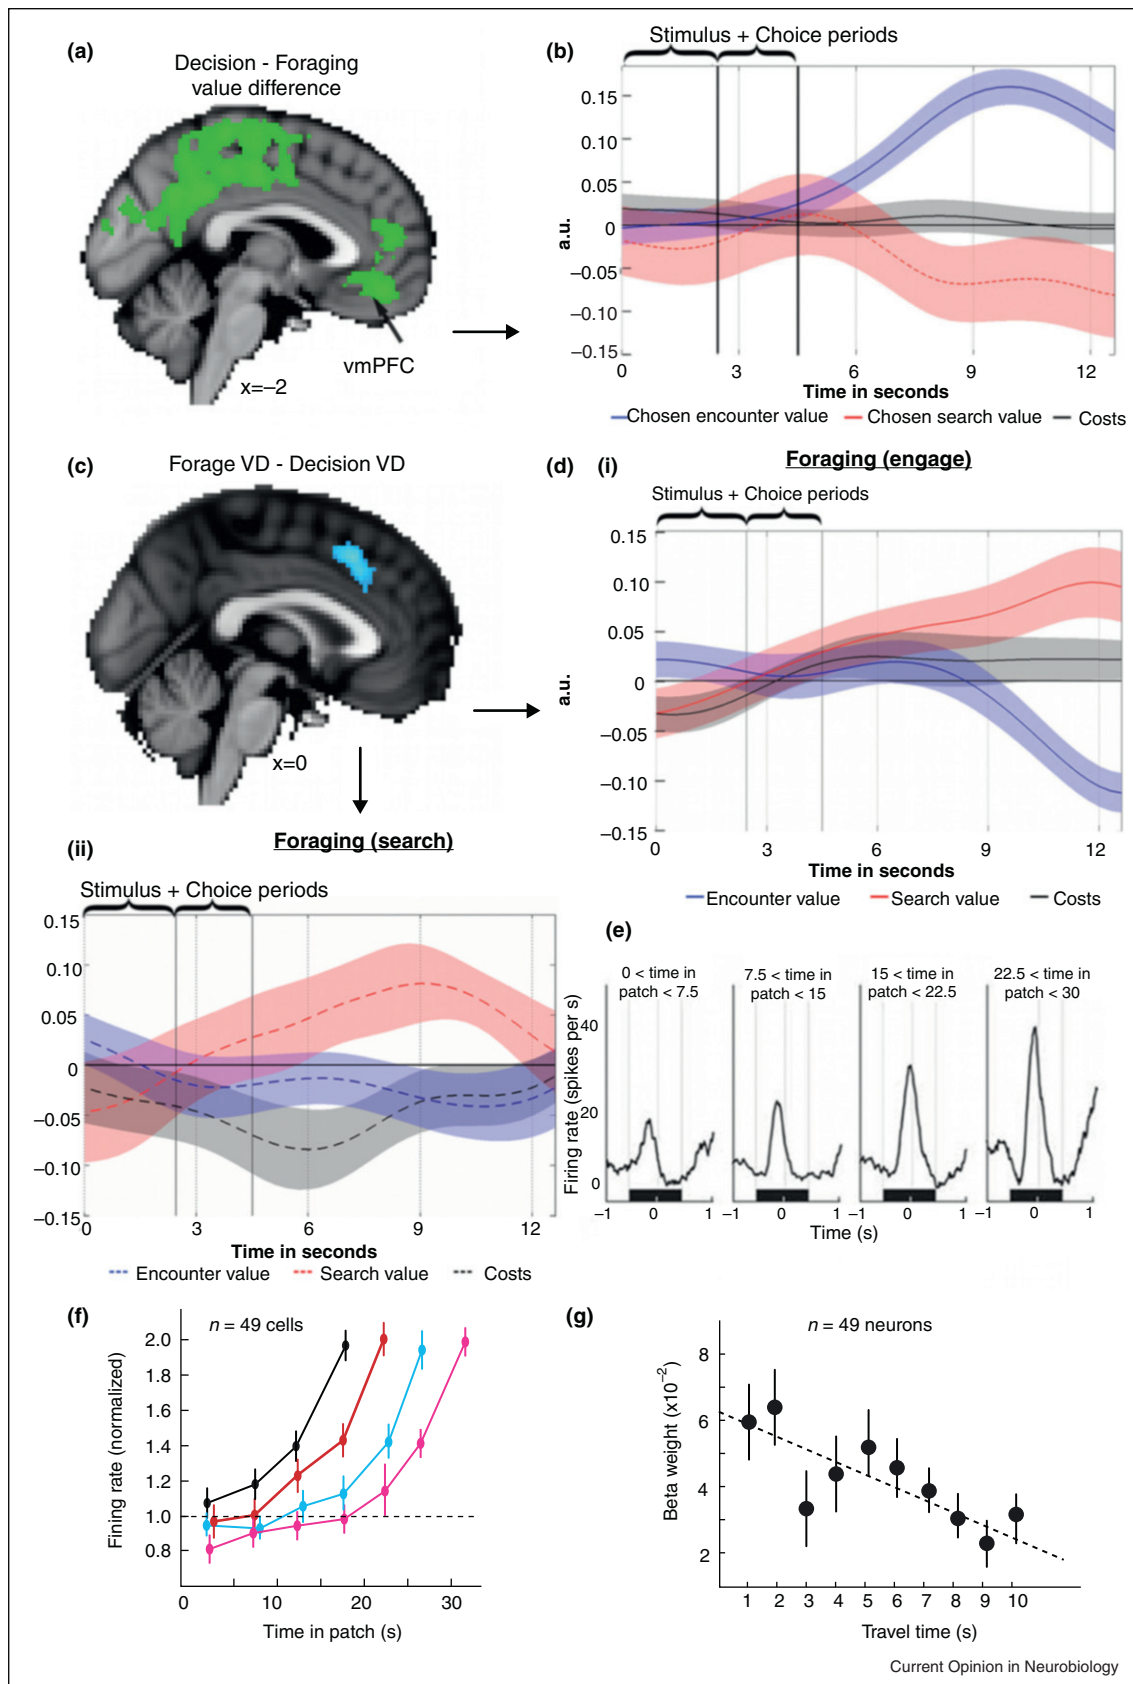 (a)
Decision - Foraging
value difference
vmPFC
x=–2
(b)
Stimulus + Choice periods
0.15
0.10
0.05
0
–0.05
–0.10
–0.15
a.u.
0 3 6 9 12
Time in seconds
Chosen encounter value Chosen search value Costs
(c)
Forage VD - Decision VD
x=0
(d) (i) Foraging (engage)
Stimulus + Choice periods
0.15
0.10
0.05
0
–0.05
–0.10
–0.15
a.u.
0 3 6 9 12
Time in seconds
Encounter value Search value Costs
(ii) Foraging (search)
Stimulus + Choice periods
0.15
0.10
0.05
0
–0.05
–0.10
–0.15
0 3 6 9 12
Time in seconds
Encounter value Search value Costs
(e)
0 < time in
patch < 7.5
7.5 < time in
patch < 15
15 < time in
patch < 22.5
22.5 < time in
patch < 30
Firing rate (spikes per s)
40
20
0
–1 0 1 –1 0 1 –1 0 1 –1 0 1
Time (s)
(f)
n = 49 cells
Fining rate (normalized)
2.0
1.8
1.6
1.4
1.2
1.0
0.8
0 10 20 30
Time in patch (s)
(g)
n = 49 neurons
Beta weight (x10–2)
8
6
4
2
1 2 3 4 5 6 7 8 9 10
Travel time (s)
Current Opinion in Neurobiology